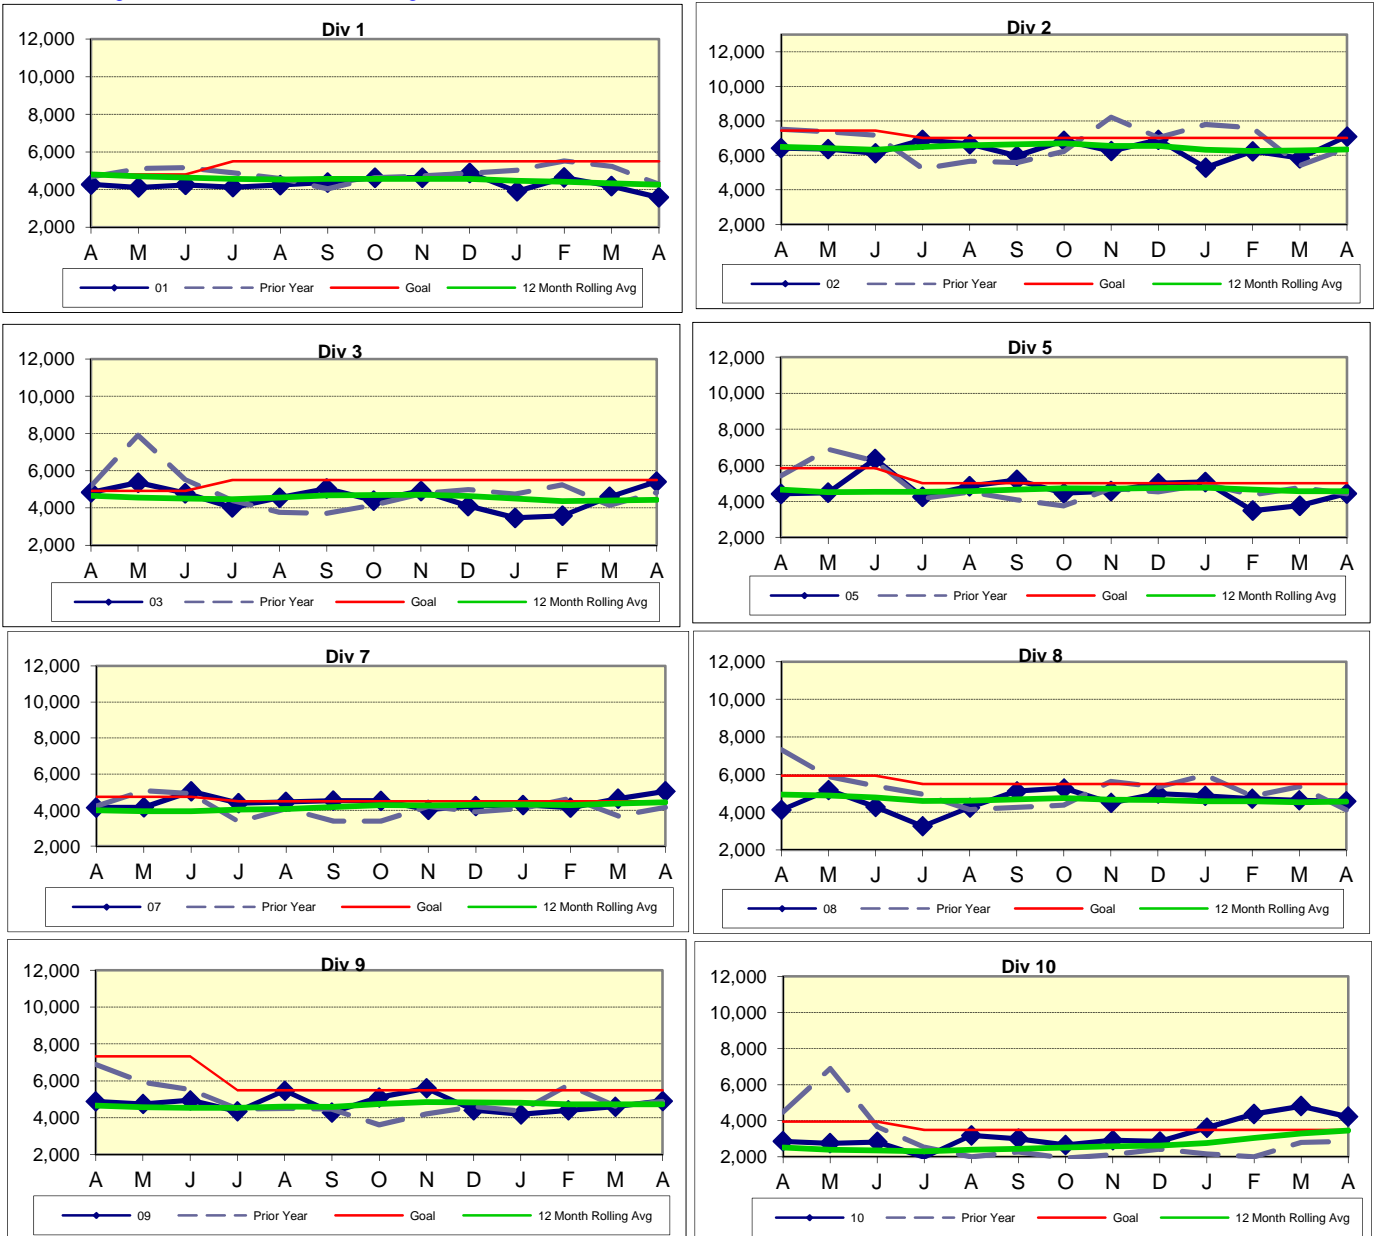 Div 1
12,000
10,000
8,000
6,000
4,000
2,000
A M J J A S O N D J F M A
01 Prior Year Goal 12 Month Rolling Avg
Div 2
12,000
10,000
8,000
6,000
4,000
2,000
A M J J A S O N D J F M A
02 Prior Year Goal 12 Month Rolling Avg
Div 3
12,000
10,000
8,000
6,000
4,000
2,000
A M J J A S O N D J F M A
03 Prior Year Goal 12 Month Rolling Avg
Div 5
12,000
10,000
8,000
6,000
4,000
2,000
A M J J A S O N D J F M A
05 Prior Year Goal 12 Month Rolling Avg
Div 7
12,000
10,000
8,000
6,000
4,000
2,000
A M J J A S O N D J F M A
07 Prior Year Goal 12 Month Rolling Avg
Div 8
12,000
10,000
8,000
6,000
4,000
2,000
A M J J A S O N D J F M A
08 Prior Year Goal 12 Month Rolling Avg
Div 9
12,000
10,000
8,000
6,000
4,000
2,000
A M J J A S O N D J F M A
09 Prior Year Goal 12 Month Rolling Avg
Div 10
12,000
10,000
8,000
6,000
4,000
2,000
A M J J A S O N D J F M A
10 Prior Year Goal 12 Month Rolling Avg